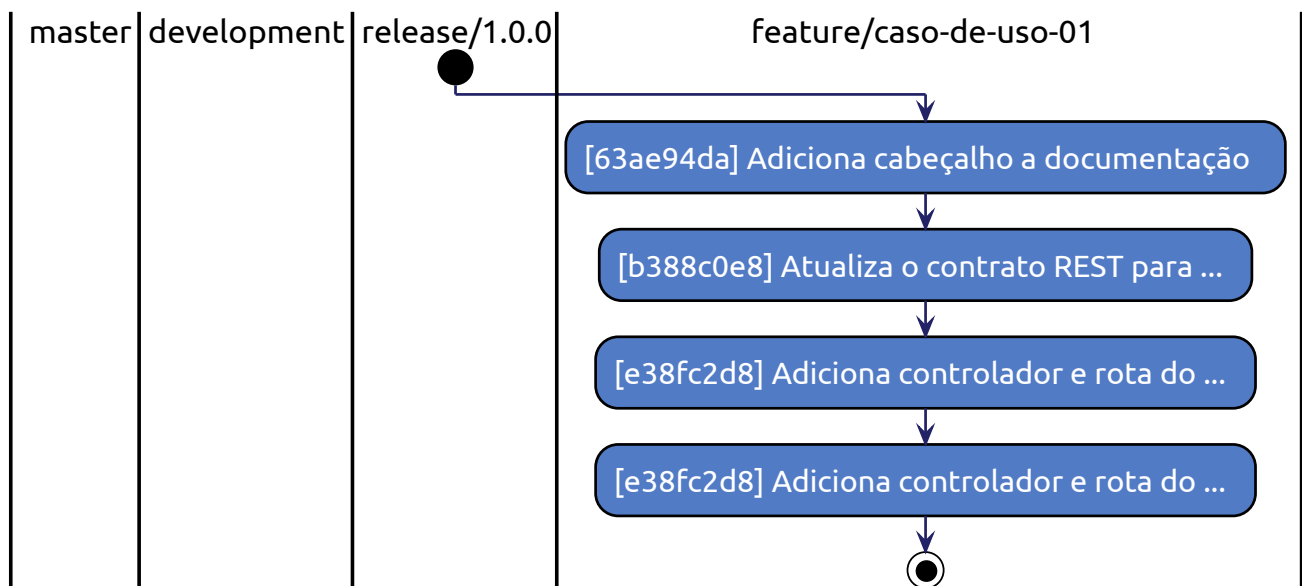 master
development
release/1.0.0
feature/caso-de-uso-01
[63ae94da] Adiciona cabeçalho a documentação
[b388c0e8] Atualiza o contrato REST para ...
[e38fc2d8] Adiciona controlador e rota do ...
[e38fc2d8] Adiciona controlador e rota do ...